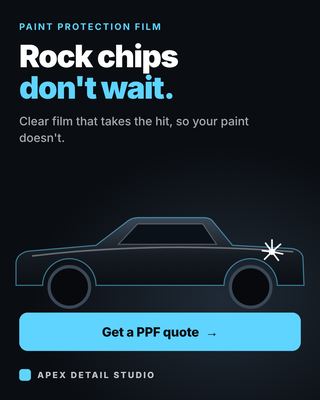 PAINT PROTECTION FILM
Rock chips
don't wait.
Clear film that takes the hit, so your paint
doesn't.
Get a PPF quote →
APEX DETAIL STUDIO